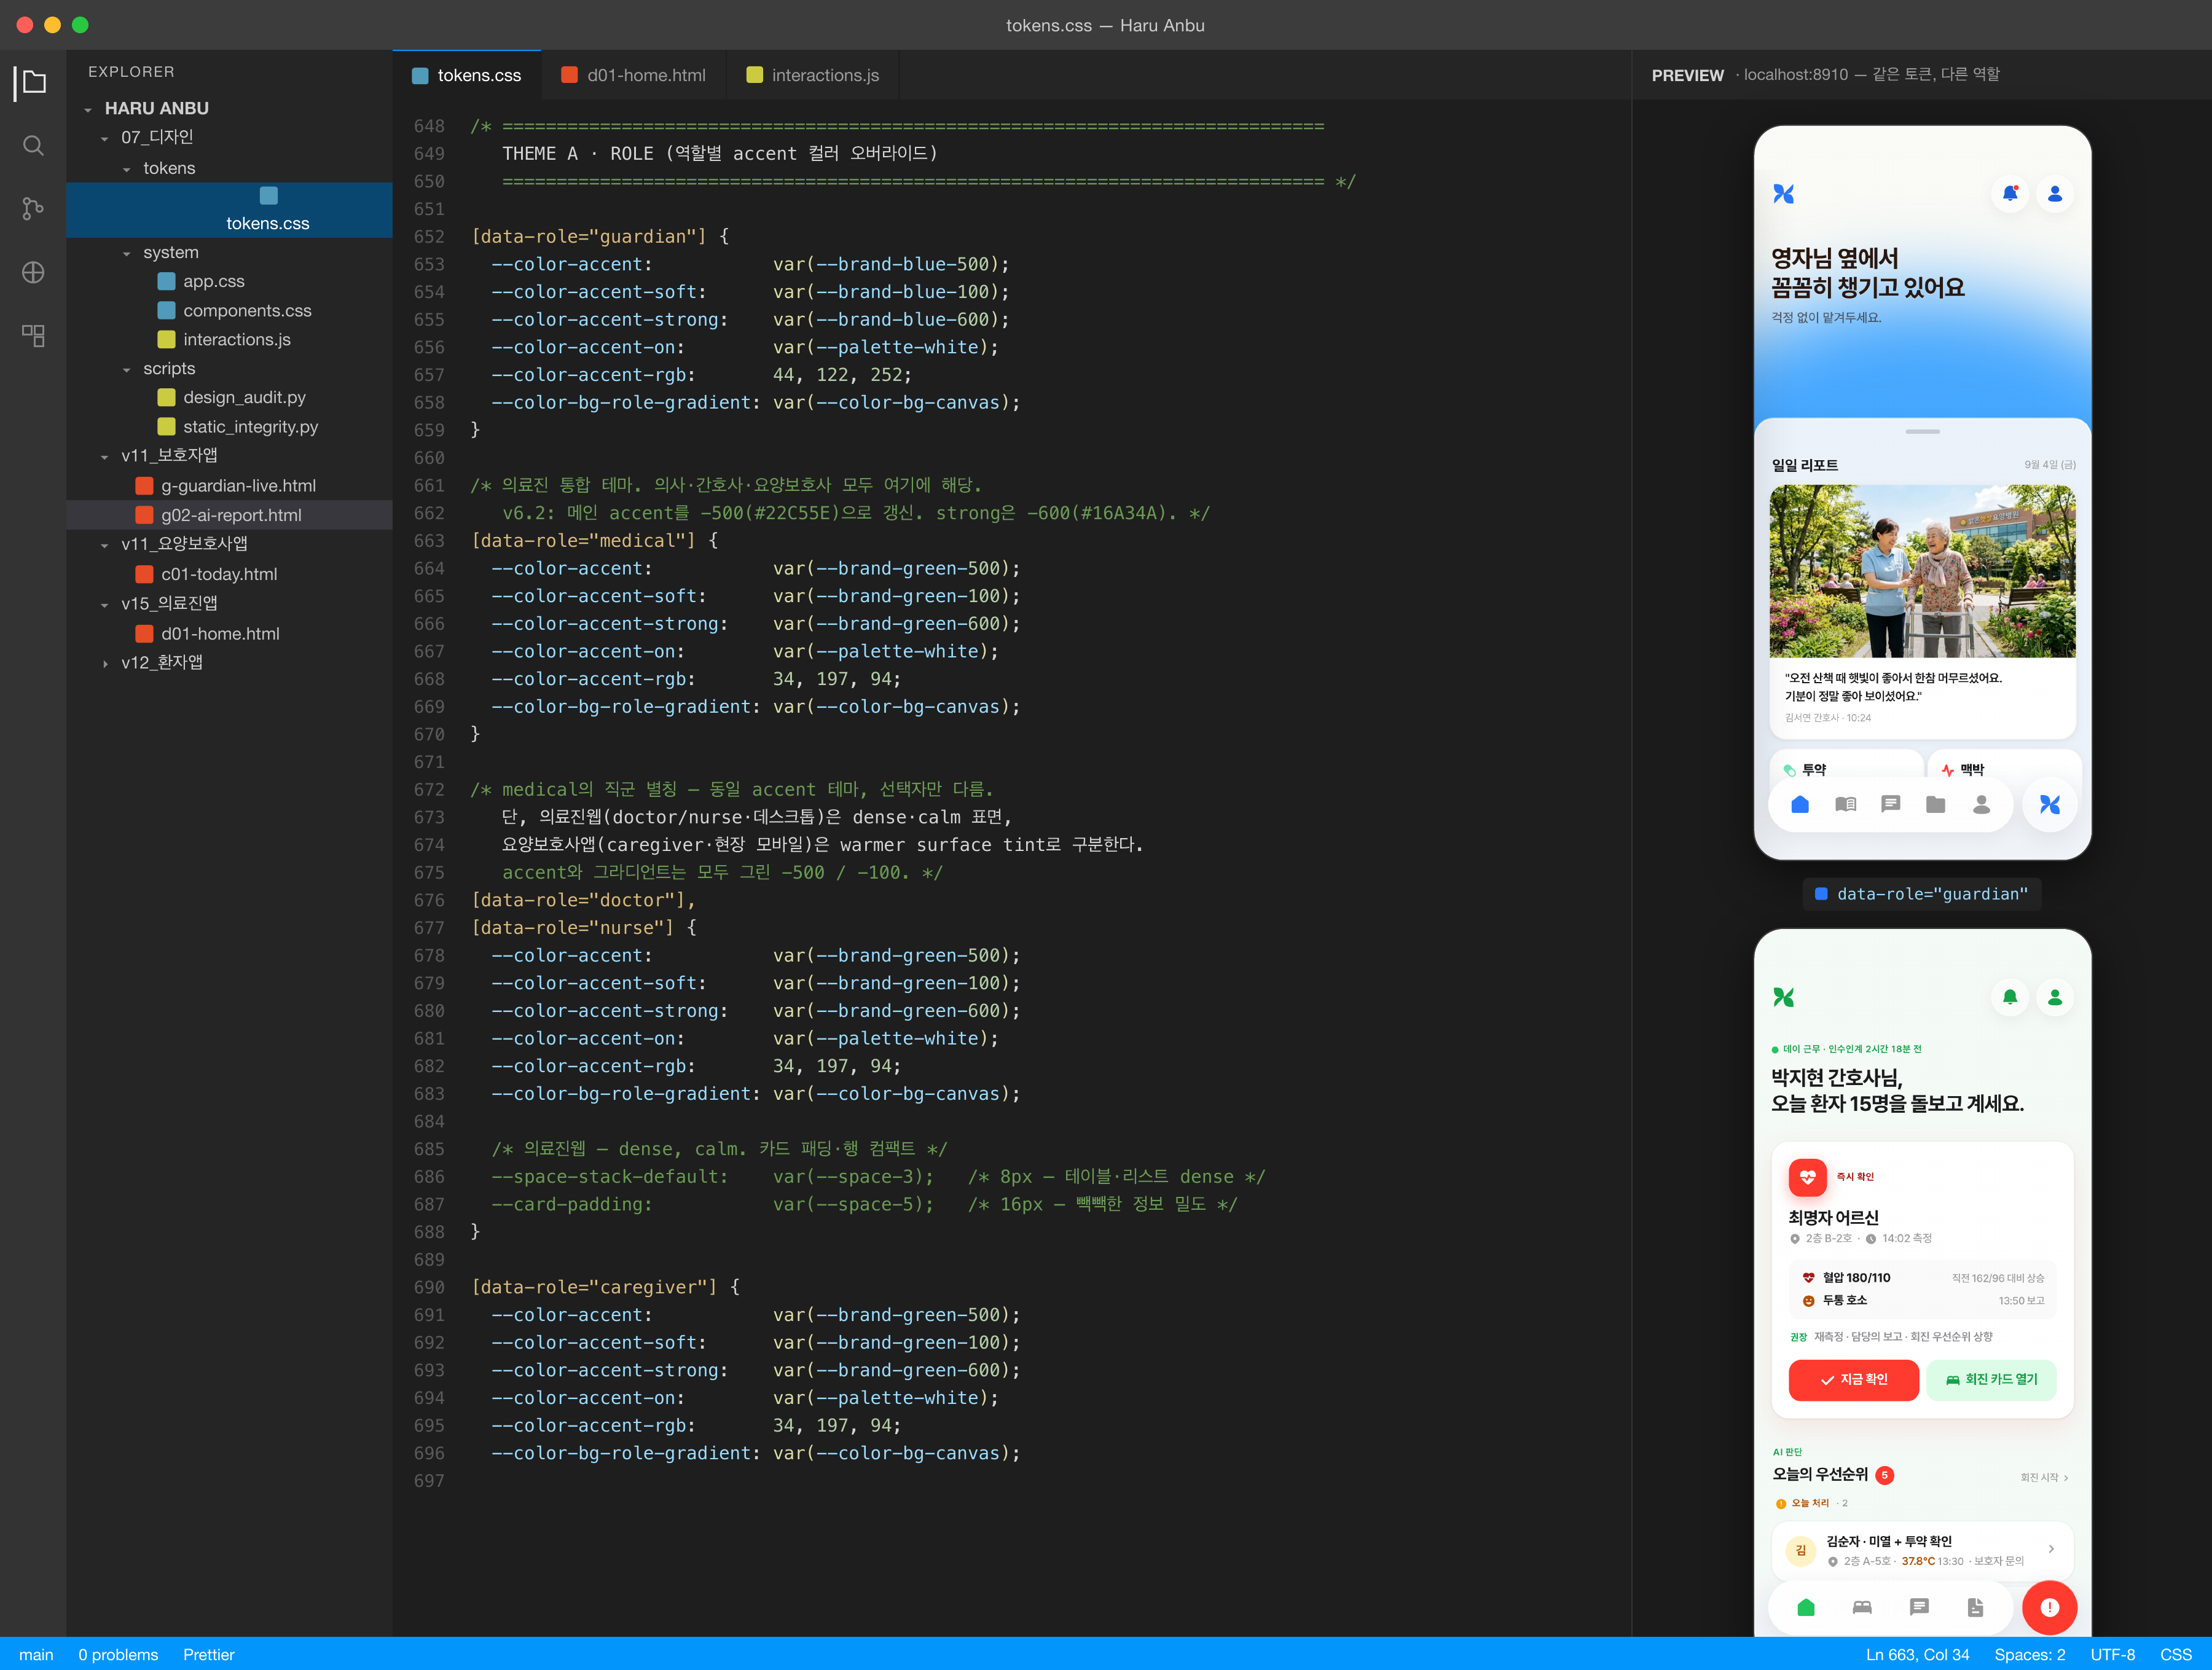 tokens.css — Haru Anbu
EXPLORER
HARU ANBU
07_디자인
tokens
tokens.css
system
app.css
components.css
interactions.js
scripts
design_audit.py
static_integrity.py
v11_보호자앱
g-guardian-live.html
g02-ai-report.html
v11_요양보호사앱
c01-today.html
v15_의료진앱
d01-home.html
v12_환자앱
tokens.css
d01-home.html
interactions.js
648 /* ============================================================================
649 THEME A · ROLE (역할별 accent 컬러 오버라이드)
650 ============================================================================ */
651
652 [data-role="guardian"] {
653 --color-accent: var(--brand-blue-500);
654 --color-accent-soft: var(--brand-blue-100);
655 --color-accent-strong: var(--brand-blue-600);
656 --color-accent-on: var(--palette-white);
657 --color-accent-rgb: 44, 122, 252;
658 --color-bg-role-gradient: var(--color-bg-canvas);
659 }
660
661 /* 의료진 통합 테마. 의사·간호사·요양보호사 모두 여기에 해당.
662 v6.2: 메인 accent를 -500(#22C55E)으로 갱신. strong은 -600(#16A34A). */
663 [data-role="medical"] {
664 --color-accent: var(--brand-green-500);
665 --color-accent-soft: var(--brand-green-100);
666 --color-accent-strong: var(--brand-green-600);
667 --color-accent-on: var(--palette-white);
668 --color-accent-rgb: 34, 197, 94;
669 --color-bg-role-gradient: var(--color-bg-canvas);
670 }
671
672 /* medical의 직군 별칭 — 동일 accent 테마, 선택자만 다름.
673 단, 의료진웹(doctor/nurse·데스크톱)은 dense·calm 표면,
674 요양보호사앱(caregiver·현장 모바일)은 warmer surface tint로 구분한다.
675 accent와 그라디언트는 모두 그린 -500 / -100. */
676 [data-role="doctor"],
677 [data-role="nurse"] {
678 --color-accent: var(--brand-green-500);
679 --color-accent-soft: var(--brand-green-100);
680 --color-accent-strong: var(--brand-green-600);
681 --color-accent-on: var(--palette-white);
682 --color-accent-rgb: 34, 197, 94;
683 --color-bg-role-gradient: var(--color-bg-canvas);
684
685 /* 의료진웹 — dense, calm. 카드 패딩·행 컴팩트 */
686 --space-stack-default: var(--space-3); /* 8px — 테이블·리스트 dense */
687 --card-padding: var(--space-5); /* 16px — 빽빽한 정보 밀도 */
688 }
689
690 [data-role="caregiver"] {
691 --color-accent: var(--brand-green-500);
692 --color-accent-soft: var(--brand-green-100);
693 --color-accent-strong: var(--brand-green-600);
694 --color-accent-on: var(--palette-white);
695 --color-accent-rgb: 34, 197, 94;
696 --color-bg-role-gradient: var(--color-bg-canvas);
697
PREVIEW · localhost:8910 — 같은 토큰, 다른 역할
영자님 옆에서
꼼꼼히 챙기고 있어요
걱정 없이 맡겨두세요.
일일 리포트 9월 4일 (금)
"오전 산책 때 햇빛이 좋아서 한참 머무르셨어요.
기분이 정말 좋아 보이셨어요."
김서연 간호사 · 10:24
투약 맥박
data-role="guardian"
데이 근무 · 인수인계 2시간 18분 전
박지현 간호사님,
오늘 환자 15명을 돌보고 계세요.
즉시 확인
최명자 어르신
2층 B-2호 · 14:02 측정
혈압 180/110 직전 162/96 대비 상승
두통 호소 13:50 보고
권장 재측정 · 담당의 보고 · 회진 우선순위 상향
지금 확인 회진 카드 열기
AI 판단
오늘의 우선순위 5 회진 시작 >
오늘 처리 · 2
김 김순자 · 미열 + 투약 확인
2층 A-5호 · 37.8°C 13:30 · 보호자 문의
main 0 problems Prettier Ln 663, Col 34 Spaces: 2 UTF-8 CSS